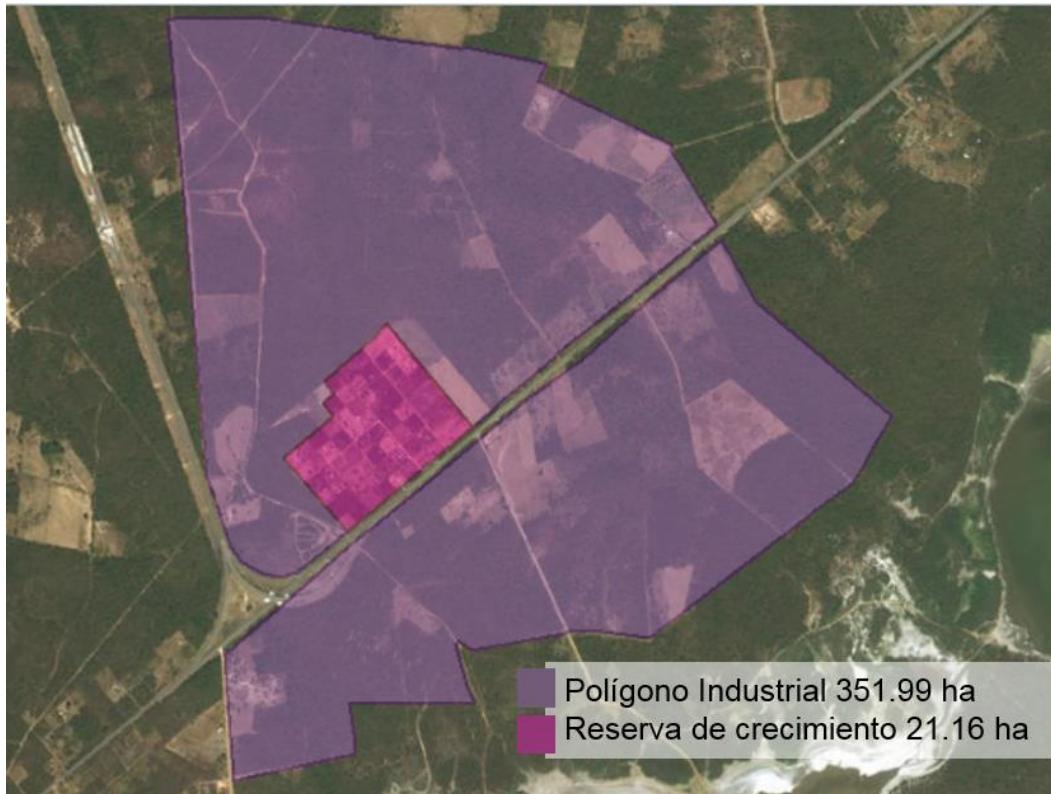 Polígono Industrial 351.99 ha
Reserva de crecimiento 21.16 ha